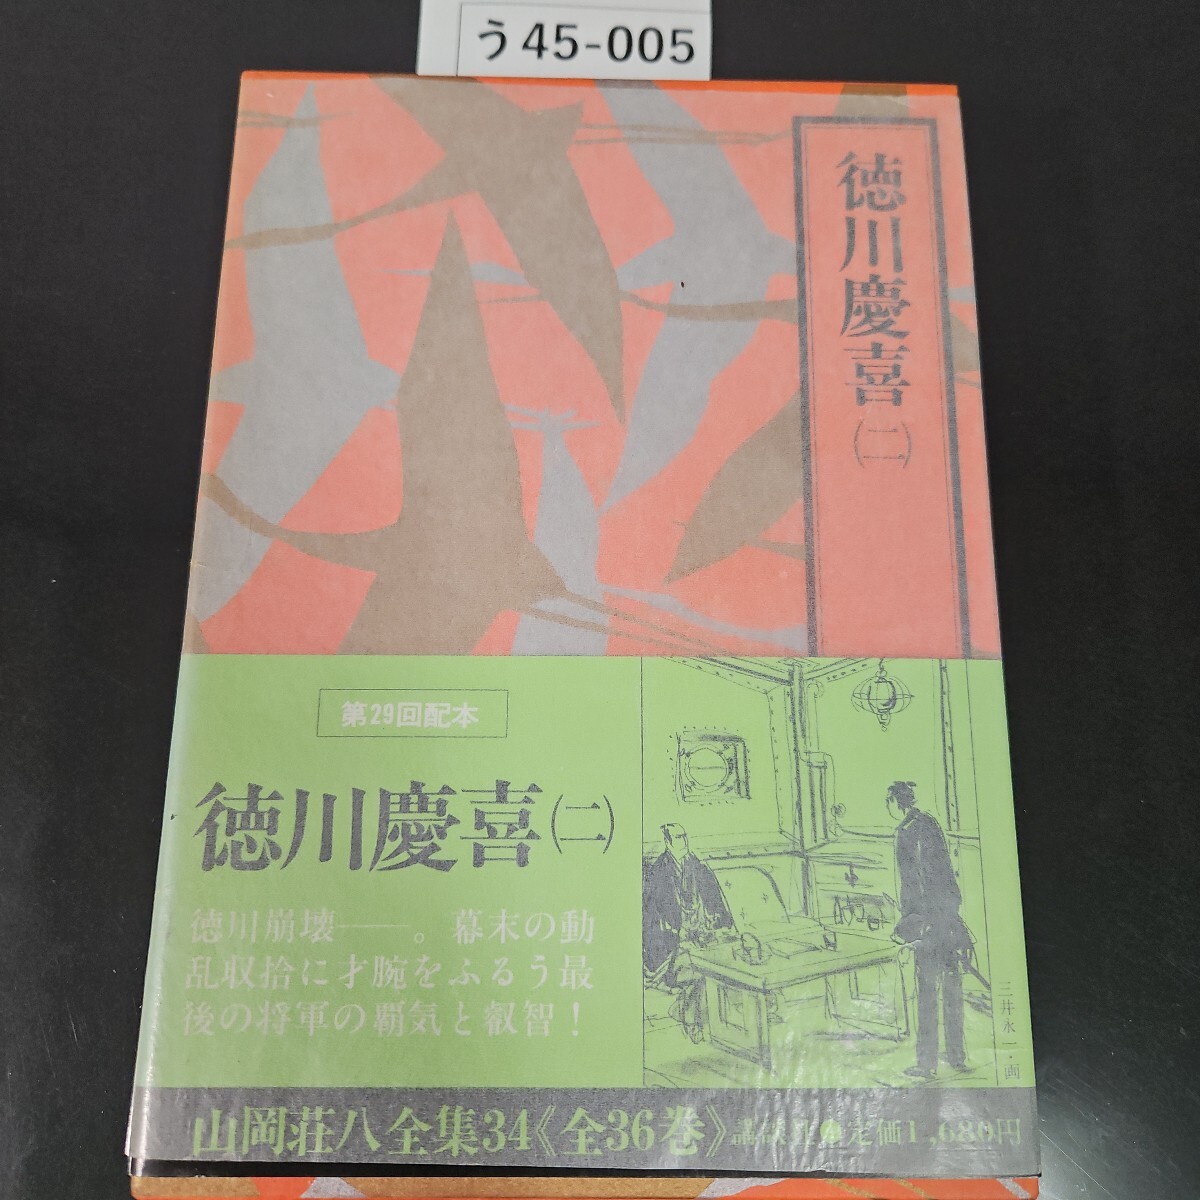 う45-005
徳川慶喜㈡
第29回配本
徳川慶喜㈡
徳川崩壊──。幕末の動
乱収拾に才腕をふるう最
後の将軍の覇気と叡智！
三井永一・画
山岡荘八全集34《全36巻》講談社 定価1,680円